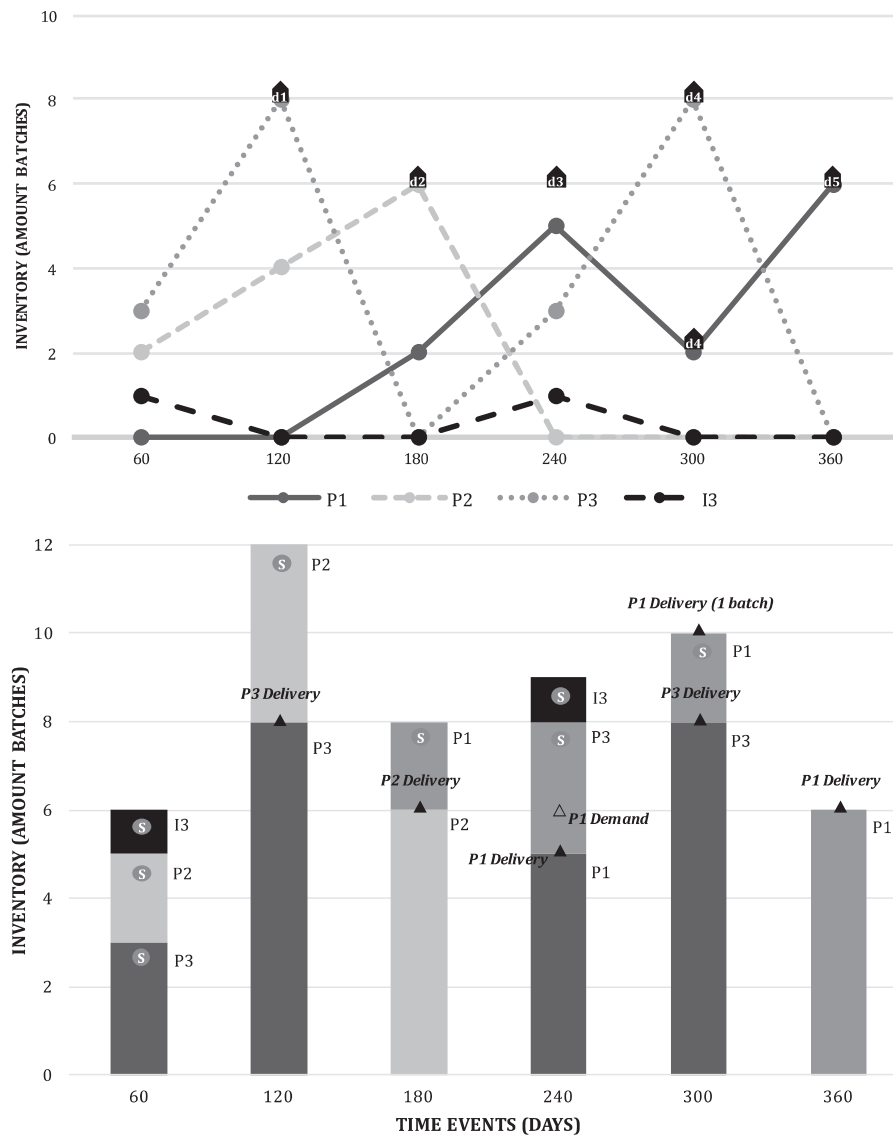 10
8
6
4
2
0
INVENTORY (AMOUNT BATCHES)
d1
d4
d2
d3
d5
d4
60 120 180 240 300 360
P1 P2 P3 I3
12
10
8
6
4
2
0
INVENTORY (AMOUNT BATCHES)
S P2
P1 Delivery (1 batch)
S P1
P3 Delivery
P3 Delivery
S I3
P3
S P1
S P3
P3
P2 Delivery
P1 Delivery
S I3
P2
P1 Demand
P1
S P2
P1 Delivery
P1
S P3
60 120 180 240 300 360
TIME EVENTS (DAYS)